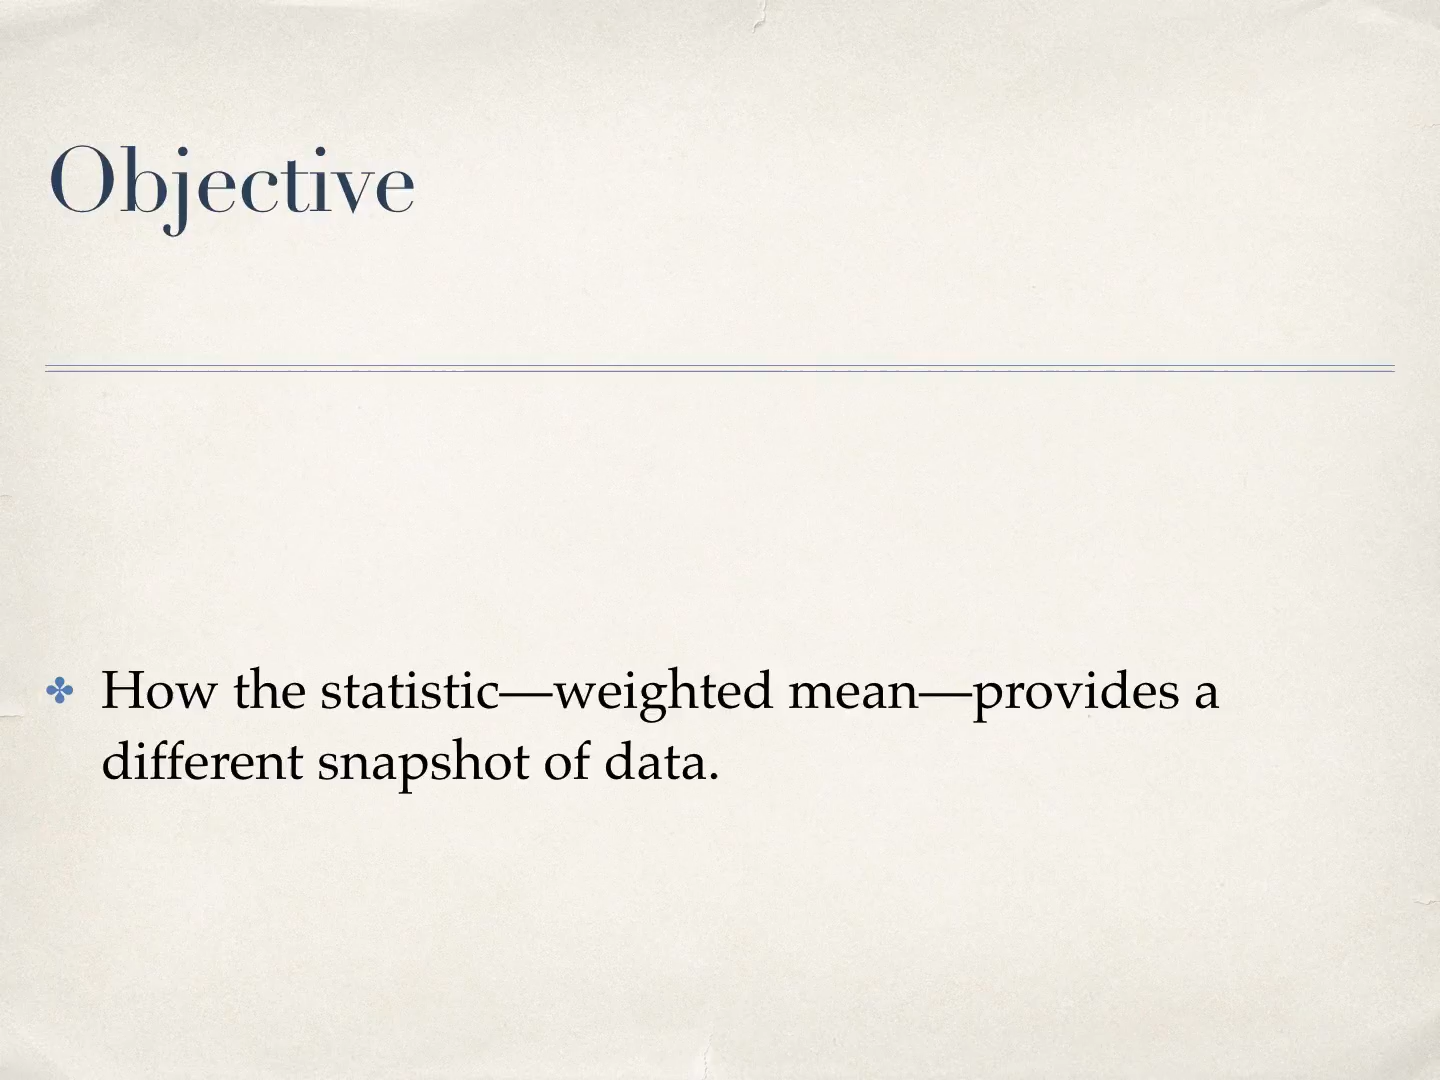 Objective
How the statistic—weighted mean—provides a
different snapshot of data.